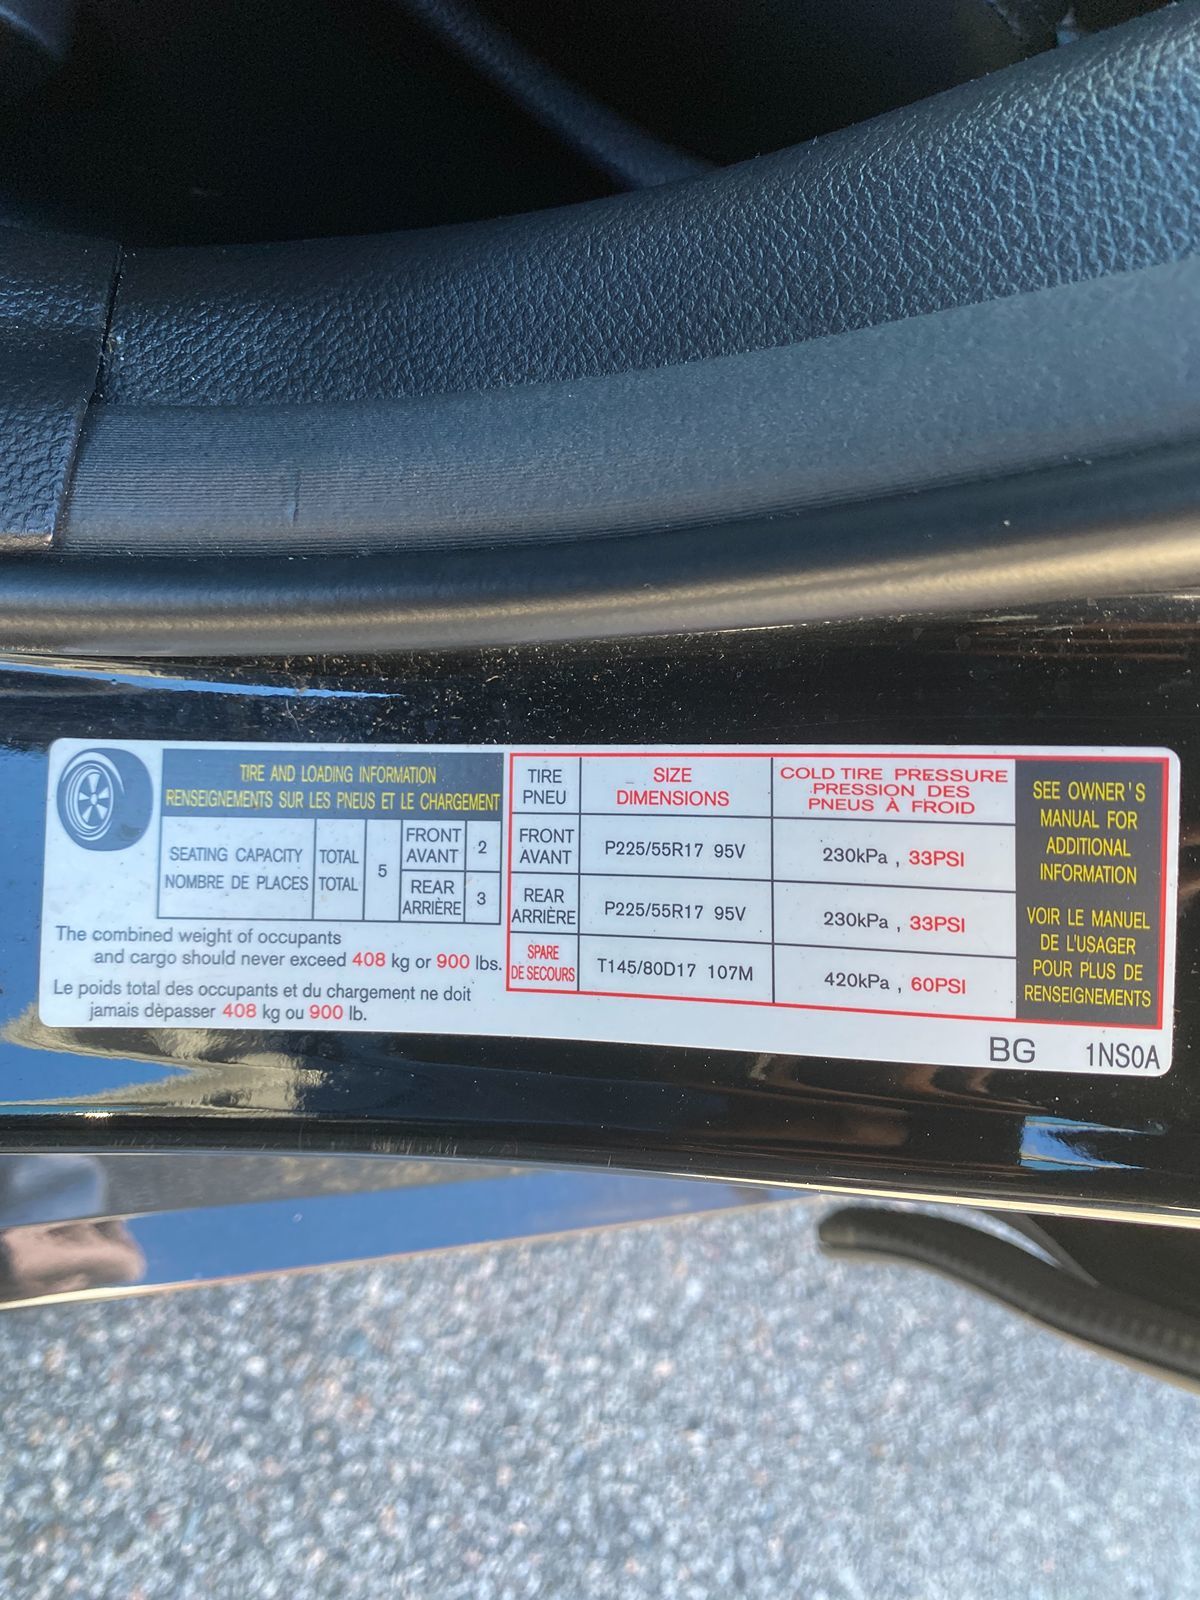 TIRE AND LOADING INFORMATION
RENSEIGNEMENTS SUR LES PNEUS ET LE CHARGEMENT
SEATING CAPACITY TOTAL 5 FRONT AVANT 2
NOMBRE DE PLACES TOTAL REAR ARRIÈRE 3
The combined weight of occupants
and cargo should never exceed 408 kg or 900 lbs.
Le poids total des occupants et du chargement ne doit
jamais dèpasser 408 kg ou 900 lb.
TIRE PNEU SIZE DIMENSIONS COLD TIRE PRESSURE PRESSION DES PNEUS À FROID
FRONT AVANT P225/55R17 95V 230kPa , 33PSI
REAR ARRIÈRE P225/55R17 95V 230kPa , 33PSI
SPARE DE SECOURS T145/80D17 107M 420kPa , 60PSI
SEE OWNER'S
MANUAL FOR
ADDITIONAL
INFORMATION
VOIR LE MANUEL
DE L'USAGER
POUR PLUS DE
RENSEIGNEMENTS
BG 1NS0A